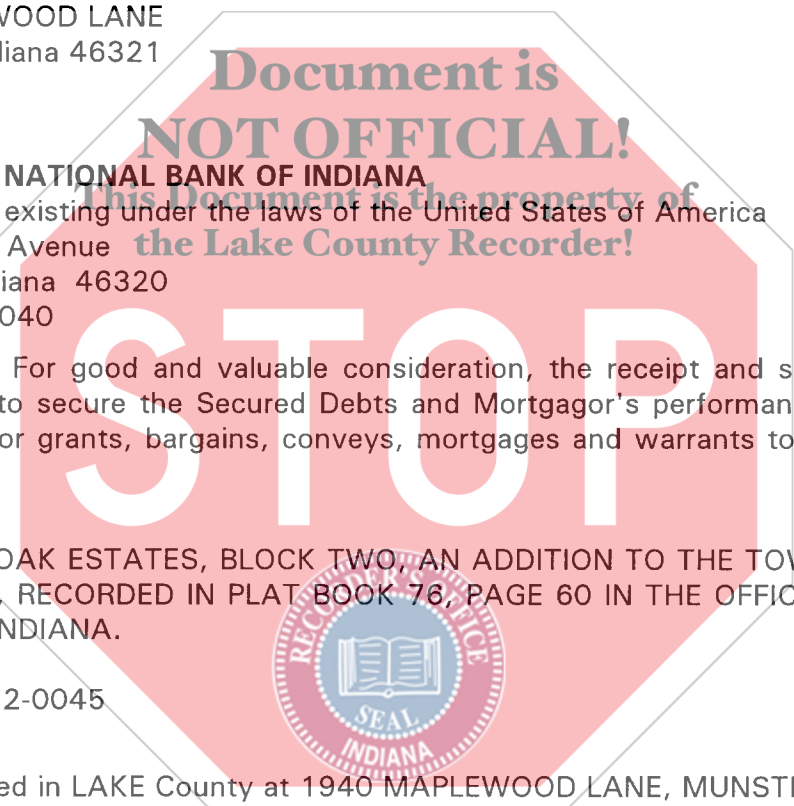 WOOD LANE
diana 46321
Document is
NOT OFFICIAL!
NATIONAL BANK OF INDIANA
This Document is the property of
existing under the laws of the United States of America
Avenue
the Lake County Recorder!
iana 46320
040
STOP
For good and valuable consideration, the receipt and s
to secure the Secured Debts and Mortgagor's performan
or grants, bargains, conveys, mortgages and warrants to
OAK ESTATES, BLOCK TWO, AN ADDITION TO THE TOW
, RECORDED IN PLAT BOOK 76, PAGE 60 IN THE OFFIC
NDIANA.
RECORDER'S OFFICE
SEAL
INDIANA
2-0045
ed in LAKE County at 1940 MAPLEWOOD LANE, MUNSTE